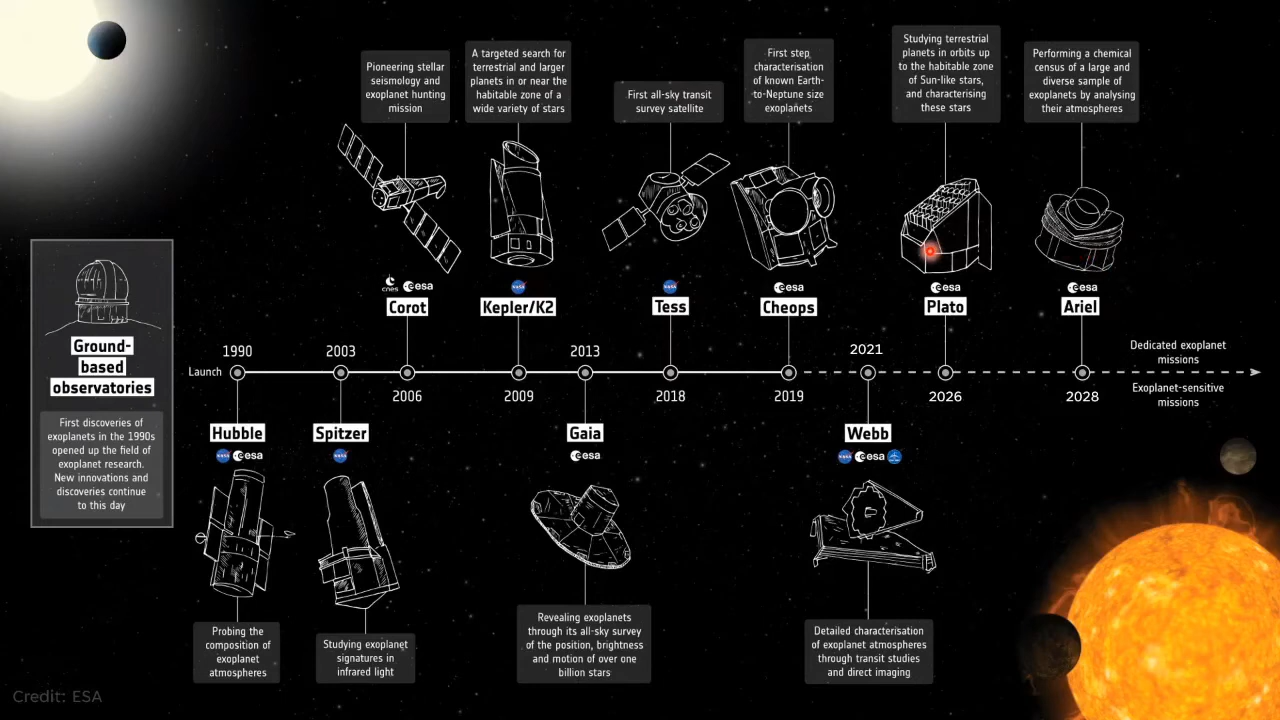 Pioneering stellar
seismology and
exoplanet hunting
mission
A targeted search for
terrestrial and larger
planets in or near the
habitable zone of a
wide variety of stars
First all-sky transit
survey satellite
First step
characterisation
of known Earth-
to-Neptune size
exoplanets
Studying terrestrial
planets in orbits up
to the habitable zone
of Sun-like stars,
and characterising
these stars
Performing a chemical
census of a large and
diverse sample of
exoplanets by analysing
their atmospheres
cnes esa
Corot
NASA
Kepler/K2
NASA
Tess
esa
Cheops
esa
Plato
esa
Ariel
Ground-
based
observatories
First discoveries of
exoplanets in the 1990s
opened up the field of
exoplanet research.
New innovations and
discoveries continue
to this day
Launch
1990
2003
2006
2009
2013
2018
2019
2021
2026
2028
Dedicated exoplanet
missions
Exoplanet-sensitive
missions
Hubble
NASA esa
Spitzer
NASA
Gaia
esa
Webb
NASA esa
Probing the
composition of
exoplanet
atmospheres
Studying exoplanet
signatures in
infrared light
Revealing exoplanets
through its all-sky survey
of the position, brightness
and motion of over one
billion stars
Detailed characterisation
of exoplanet atmospheres
through transit studies
and direct imaging
Credit: ESA